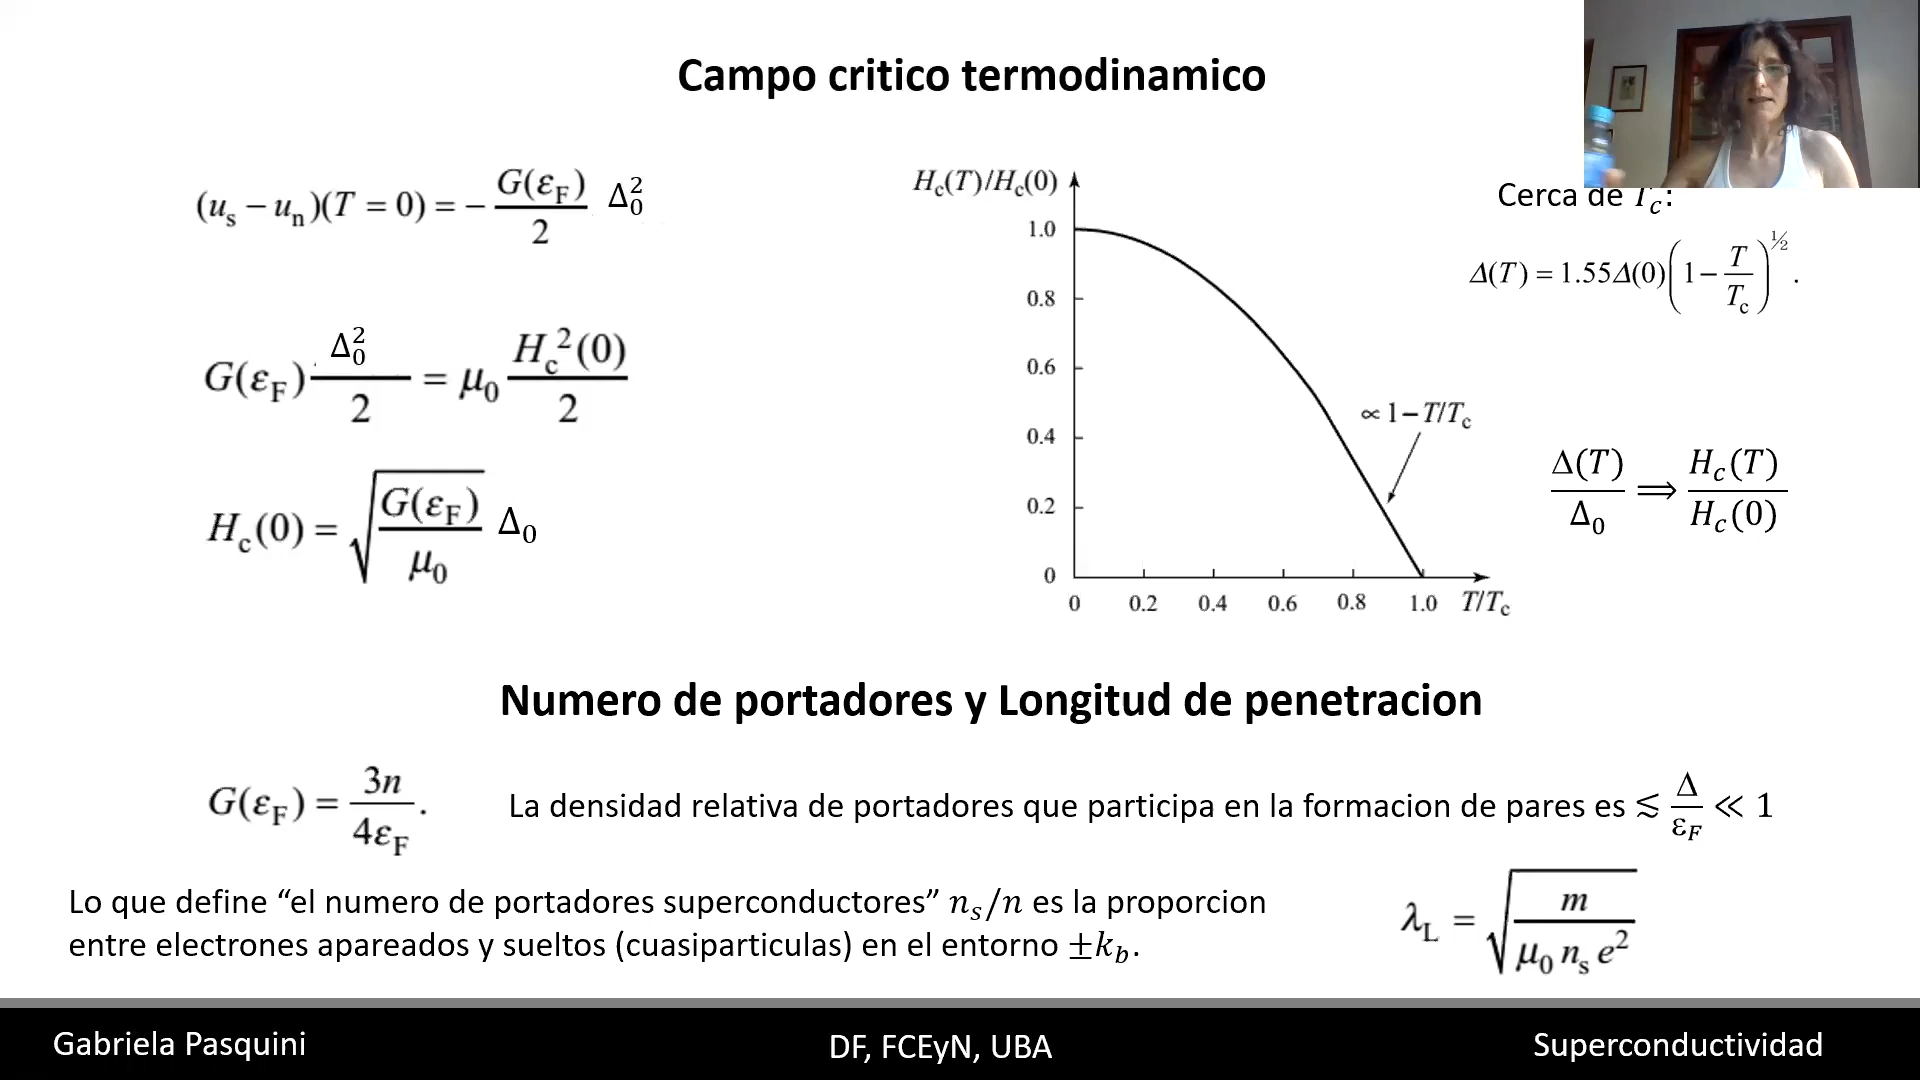 Campo critico termodinamico
(u_s − u_n)(T = 0) = − G(ε_F)/2 Δ_0^2
G(ε_F) Δ_0^2/2 = μ_0 H_c^2(0)/2
H_c(0) = √(G(ε_F)/μ_0) Δ_0
H_c(T)/H_c(0)
1.0
0.8
0.6
0.4
0.2
0
0 0.2 0.4 0.6 0.8 1.0 T/T_c
∝ 1−T/T_c
Cerca de T_c:
Δ(T) = 1.55Δ(0)(1 − T/T_c)^½.
Δ(T)/Δ_0 ⟹ H_c(T)/H_c(0)
Numero de portadores y Longitud de penetracion
G(ε_F) = 3n/4ε_F.
La densidad relativa de portadores que participa en la formacion de pares es ≲ Δ/ε_F ≪ 1
Lo que define “el numero de portadores superconductores” n_s/n es la proporcion
entre electrones apareados y sueltos (cuasiparticulas) en el entorno ±k_b.
λ_L = √(m/μ_0 n_s e^2)
Gabriela Pasquini
DF, FCEyN, UBA
Superconductividad